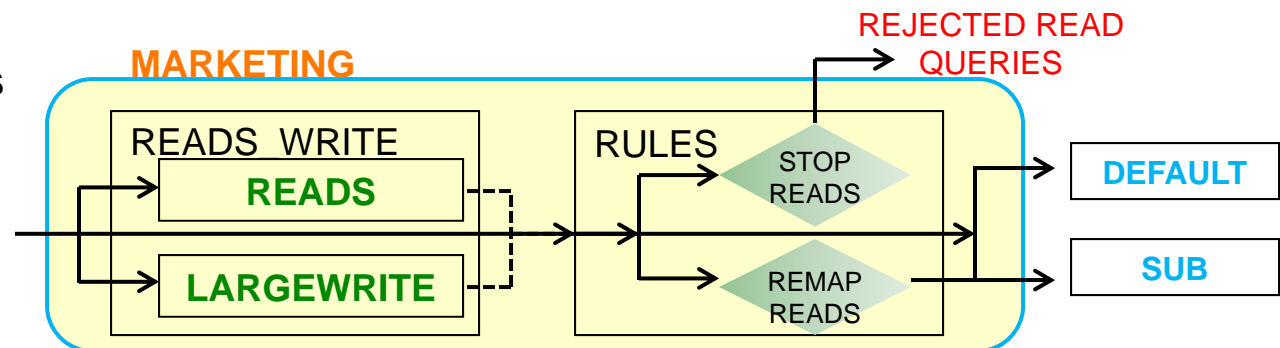 REJECTED READ
QUERIES
MARKETING
S
READS_WRITE
READS
LARGEWRITE
RULES
STOP
READS
REMAP
READS
DEFAULT
SUB